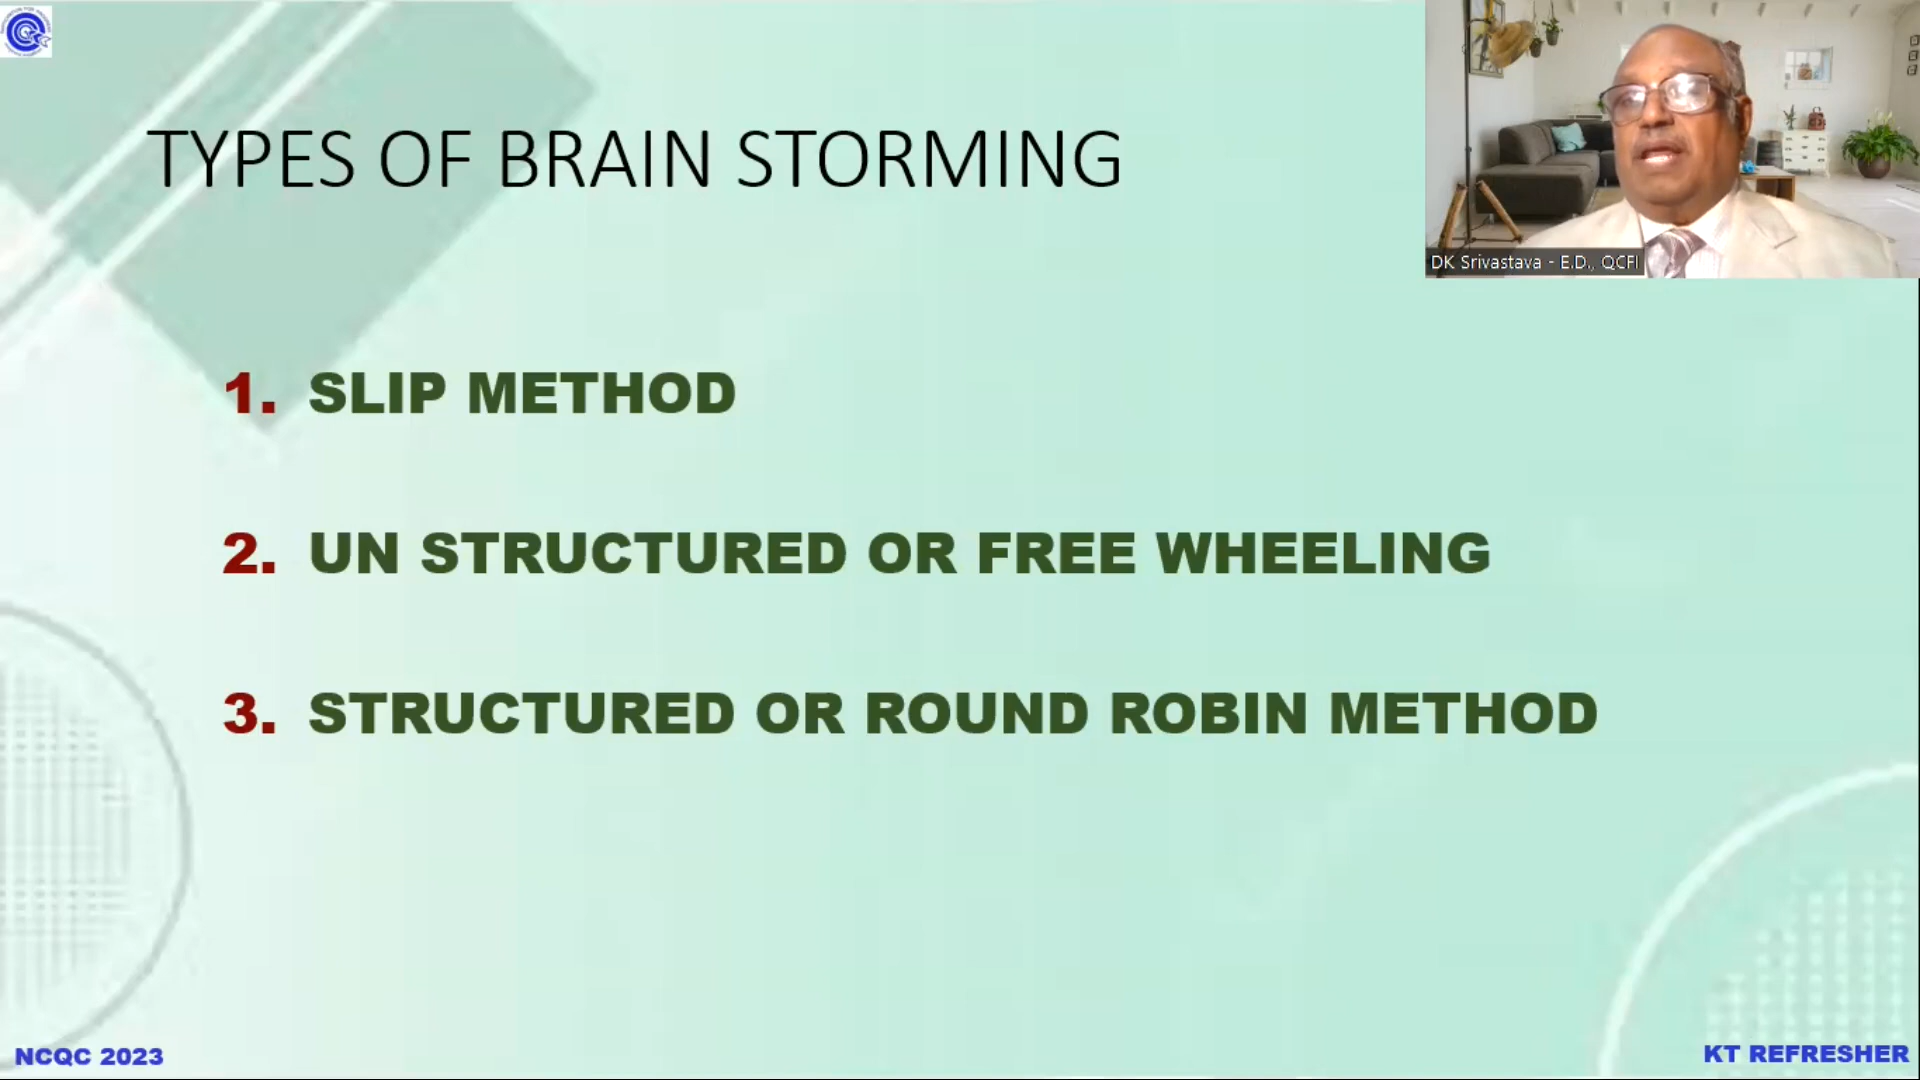 TYPES OF BRAIN STORMING
DK Srivastava - E.D., QCFI
1. SLIP METHOD
2. UN STRUCTURED OR FREE WHEELING
3. STRUCTURED OR ROUND ROBIN METHOD
NCQC 2023
KT REFRESHER